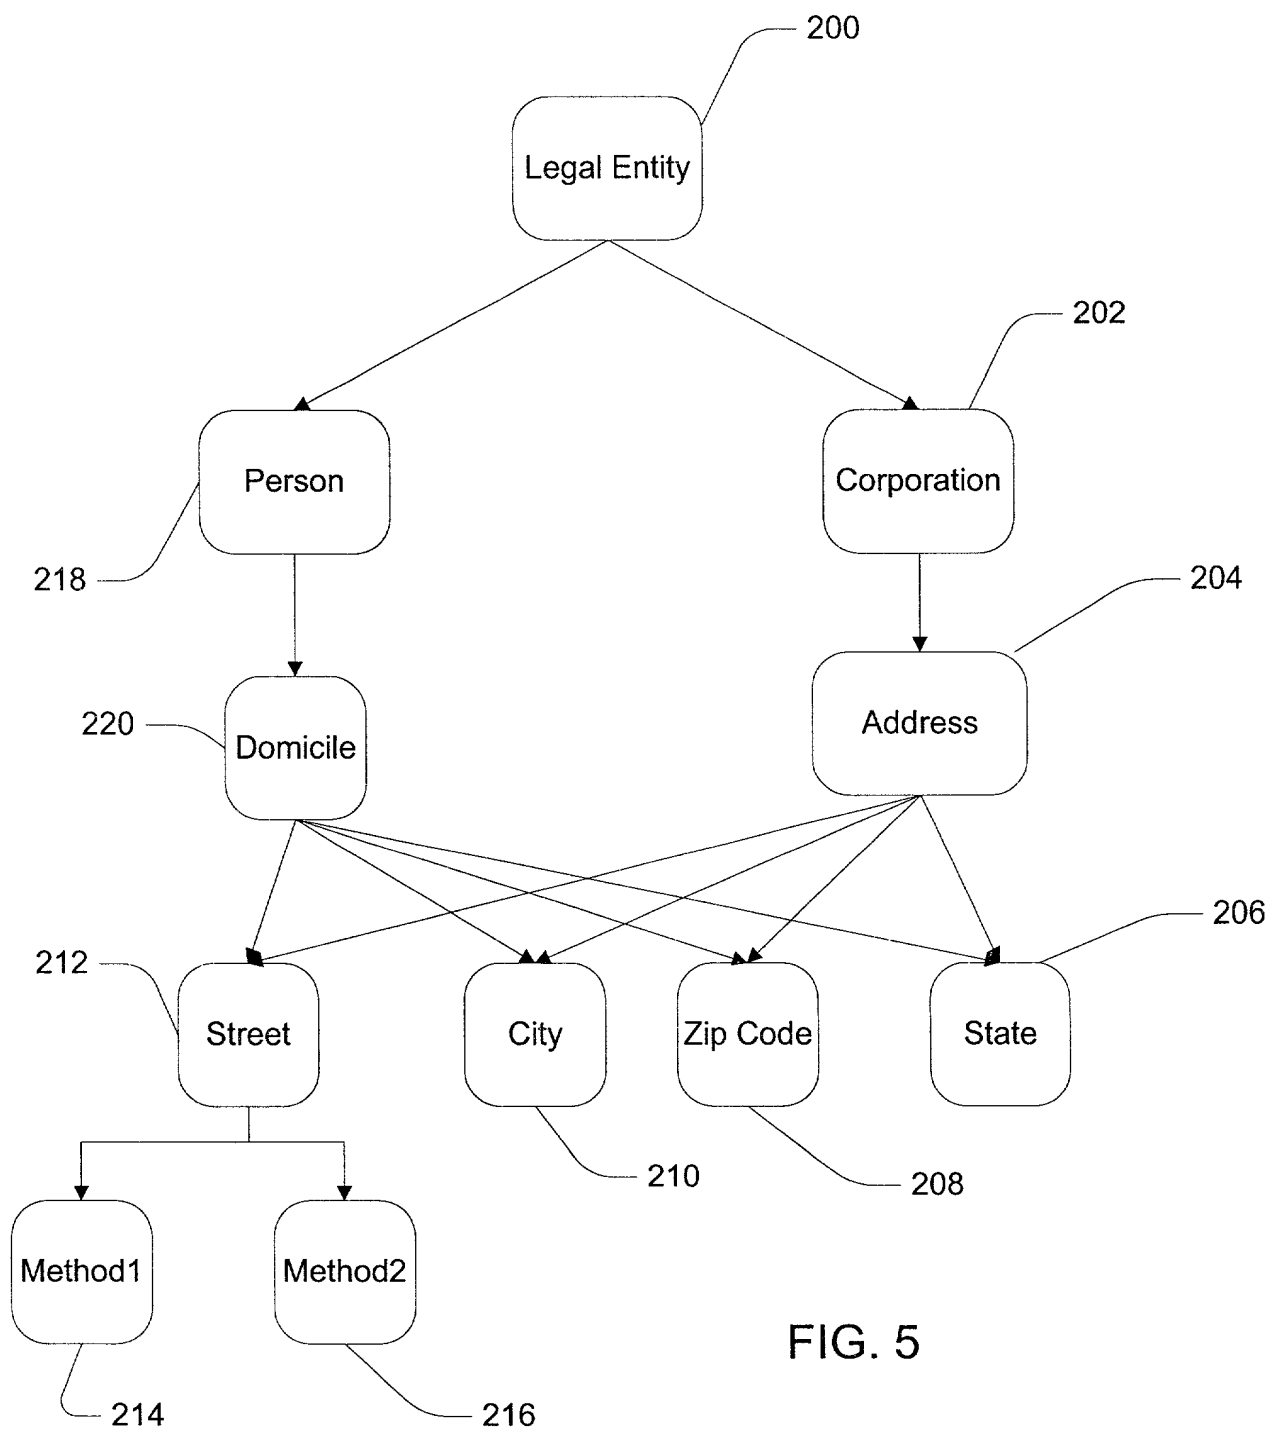 200
Legal Entity
202
Person
Corporation
218
204
220
Domicile
Address
206
212
Street
City
Zip Code
State
210
208
Method1
Method2
FIG. 5
214
216